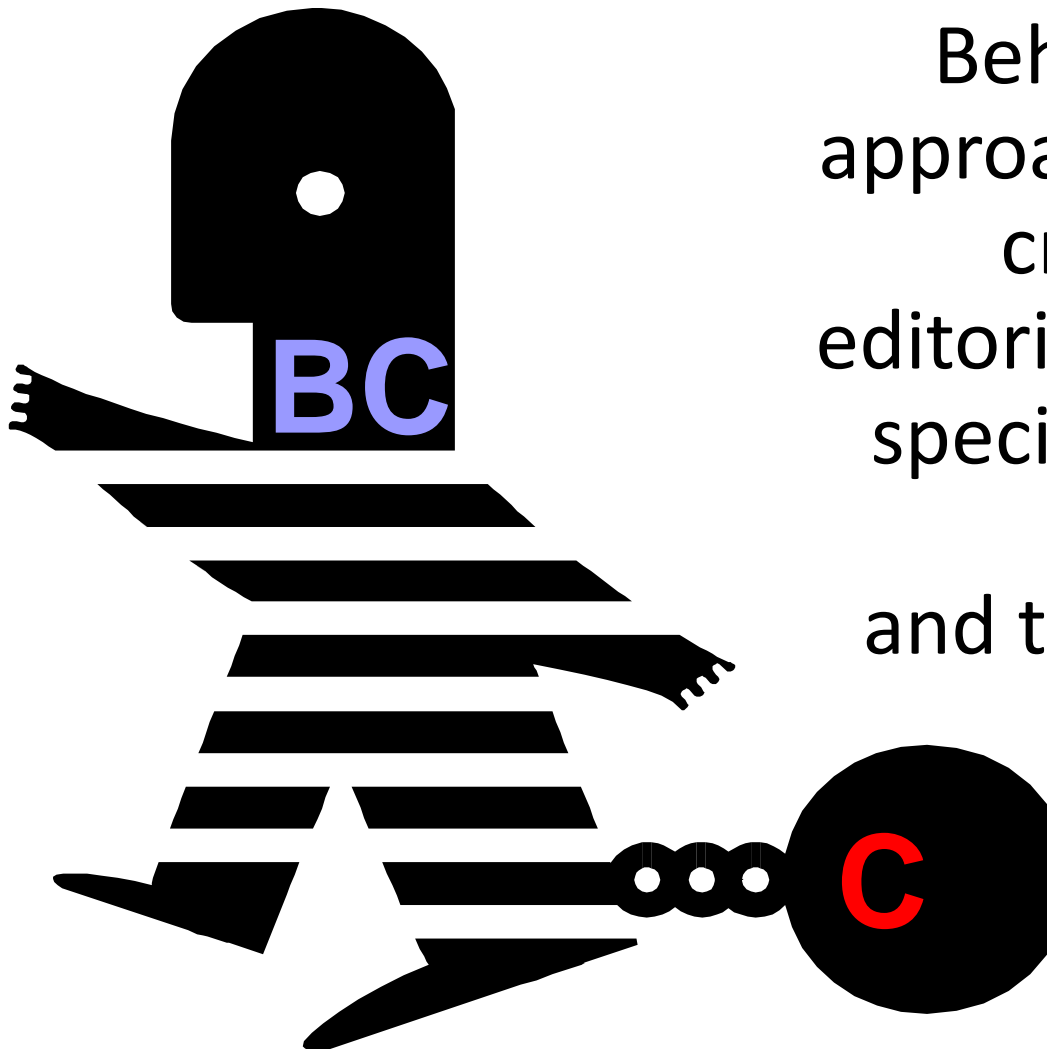 Beh
approa
cr
editori
speci
and t
BC
C